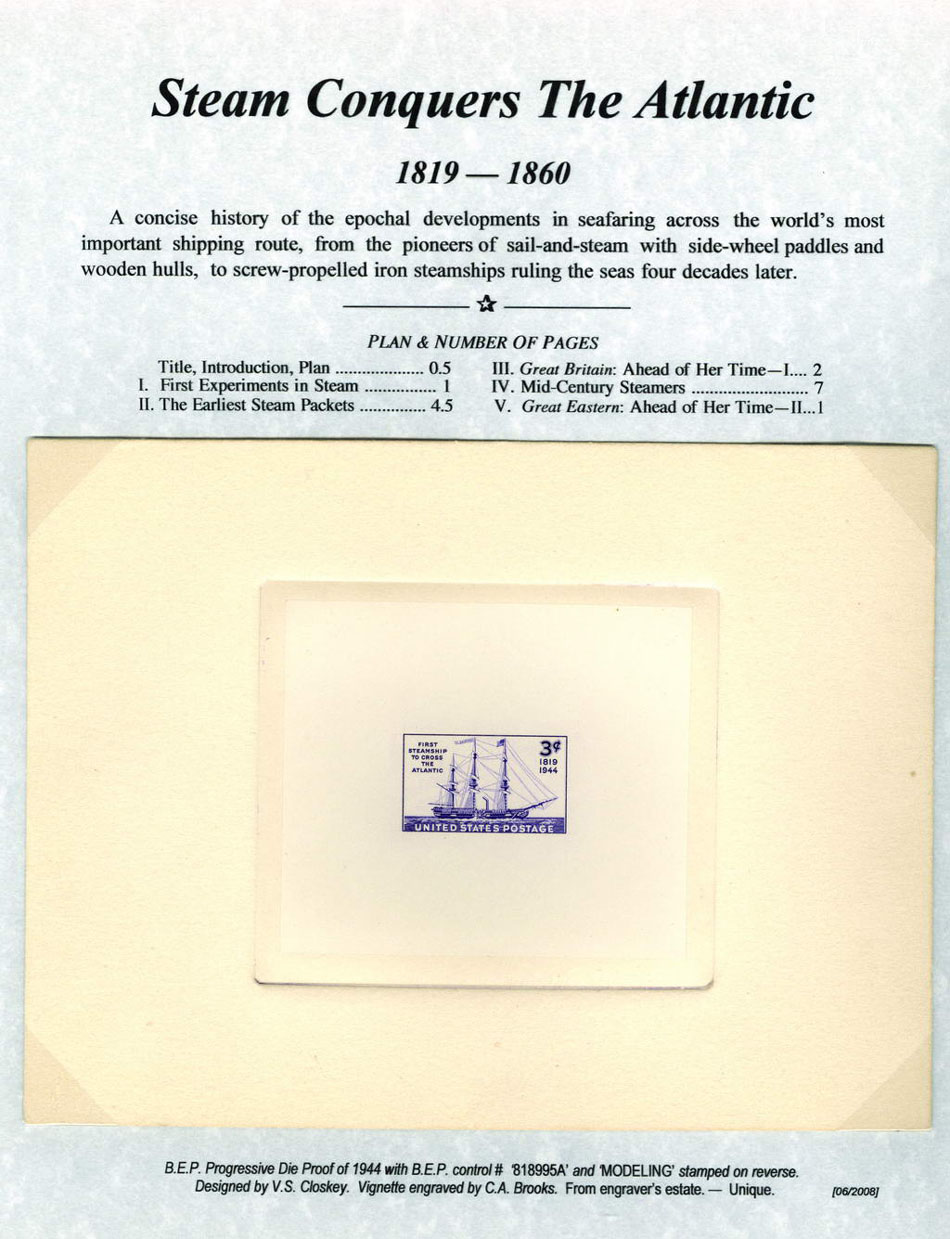 Steam Conquers The Atlantic
1819 — 1860
A concise history of the epochal developments in seafaring across the world's most
important shipping route, from the pioneers of sail-and-steam with side-wheel paddles and
wooden hulls, to screw-propelled iron steamships ruling the seas four decades later.
PLAN & NUMBER OF PAGES
Title, Introduction, Plan .................... 0.5
I. First Experiments in Steam ................ 1
II. The Earliest Steam Packets ............... 4.5
III. Great Britain: Ahead of Her Time—I.... 2
IV. Mid-Century Steamers .......................... 7
V. Great Eastern: Ahead of Her Time—II...1
FIRST
STEAMSHIP
TO CROSS
THE
ATLANTIC
3¢
1819
1944
UNITED STATES POSTAGE
B.E.P. Progressive Die Proof of 1944 with B.E.P. control # '818995A' and 'MODELING' stamped on reverse.
Designed by V.S. Closkey. Vignette engraved by C.A. Brooks. From engraver's estate. — Unique.
[06/2008]